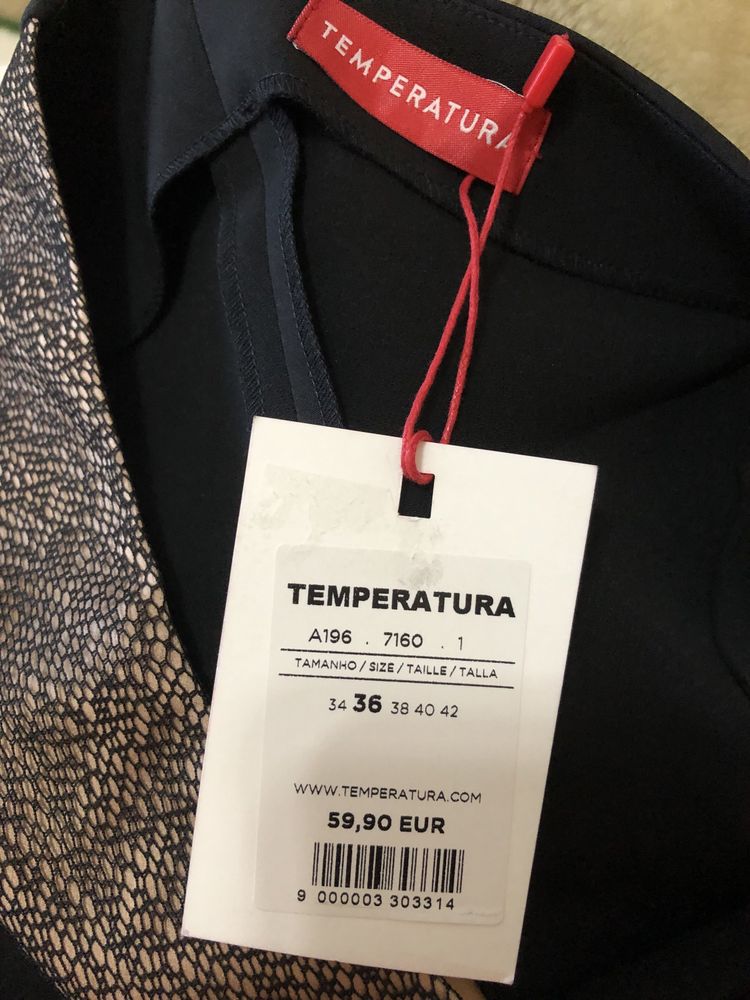 TEMPERATURA
TEMPERATURA
A196 . 7160 . 1
TAMANHO / SIZE / TAILLE / TALLA
34 36 38 40 42
WWW.TEMPERATURA.COM
59,90 EUR
9 000003 303314